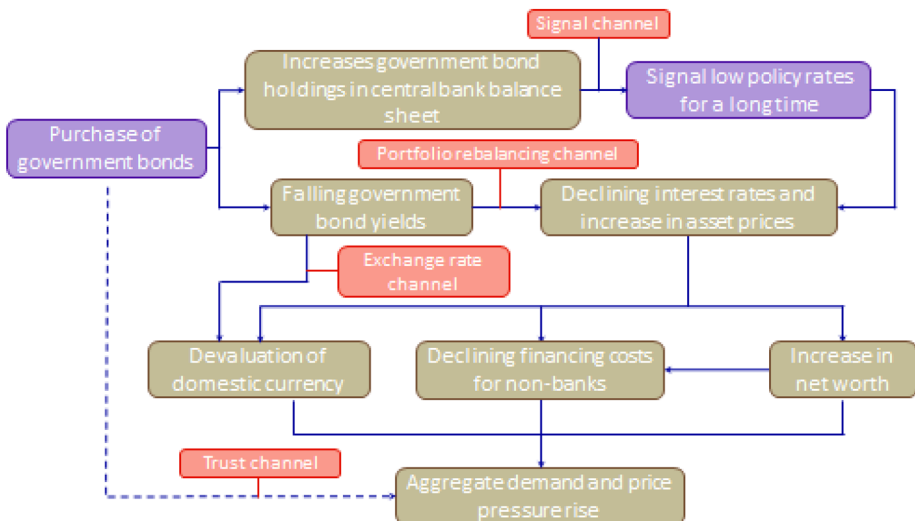 Signal channel
Increases government bond
holdings in central bank balance
sheet
Signal low policy rates
for a long time
Purchase of
government bonds
Portfolio rebalancing channel
Falling government
bond yields
Declining interest rates and
increase in asset prices
Exchange rate
channel
Devaluation of
domestic currency
Declining financing costs
for non-banks
Increase in
net worth
Trust channel
Aggregate demand and price
pressure rise